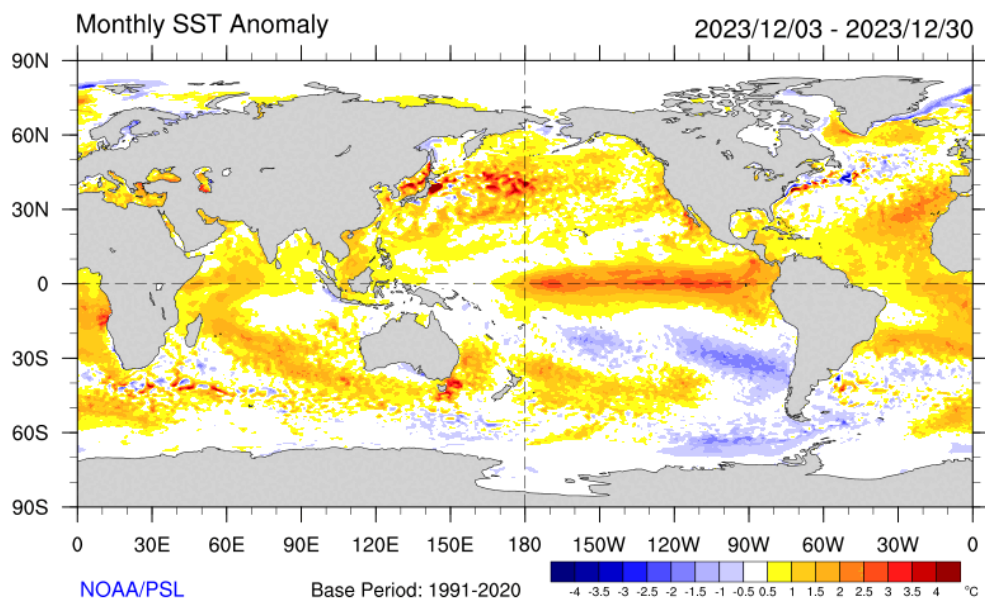 Monthly SST Anomaly 2023/12/03 - 2023/12/30
90N
60N
30N
0
30S
60S
90S
0 30E 60E 90E 120E 150E 180 150W 120W 90W 60W 30W 0
NOAA/PSL Base Period: 1991-2020
-4 -3.5 -3 -2.5 -2 -1.5 -1 -0.5 0.5 1 1.5 2 2.5 3 3.5 4 °C